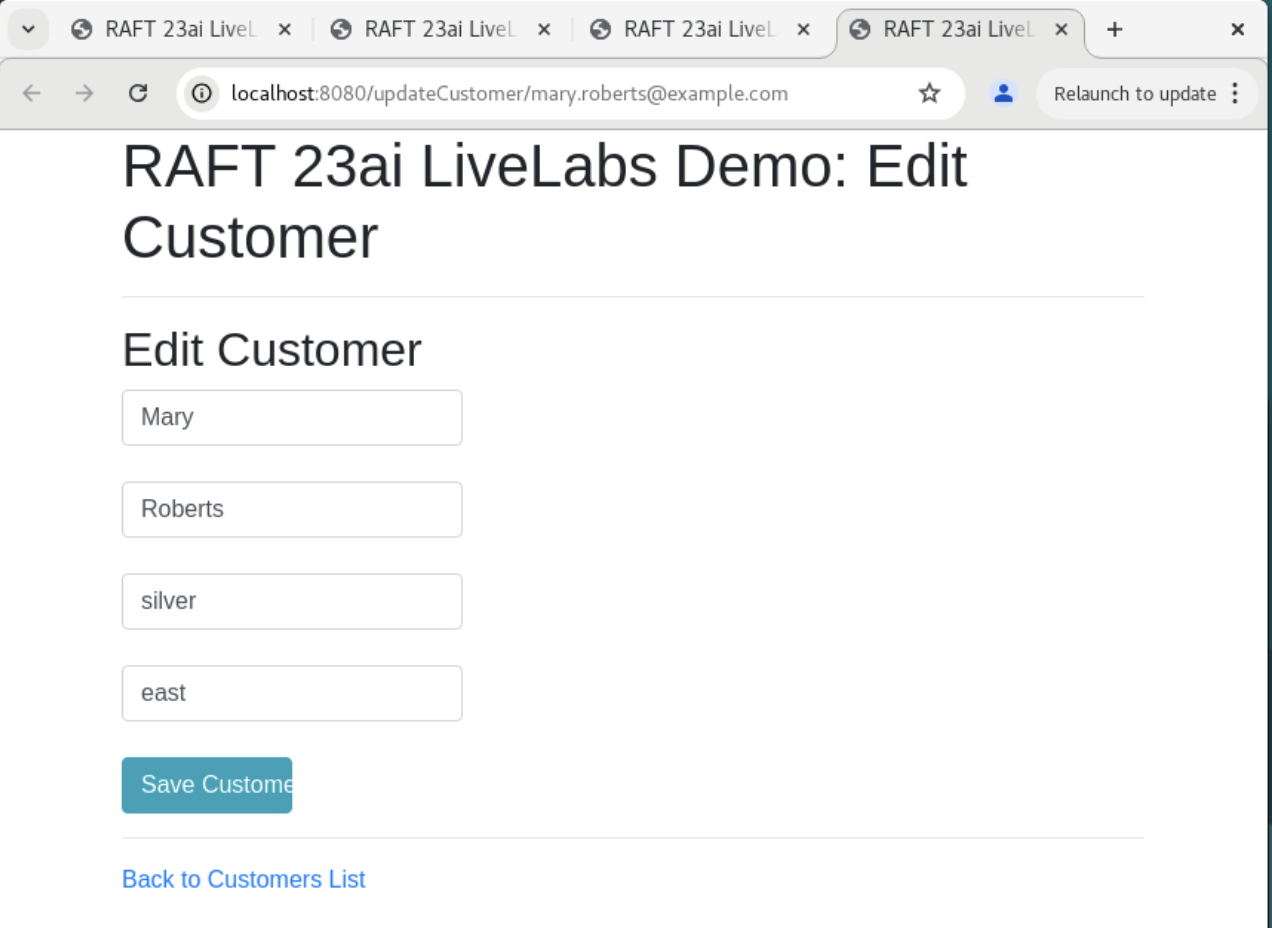 RAFT 23ai LiveL RAFT 23ai LiveL RAFT 23ai LiveL RAFT 23ai LiveL
localhost:8080/updateCustomer/mary.roberts@example.com Relaunch to update
RAFT 23ai LiveLabs Demo: Edit
Customer
Edit Customer
Mary
Roberts
silver
east
Save Custome
Back to Customers List